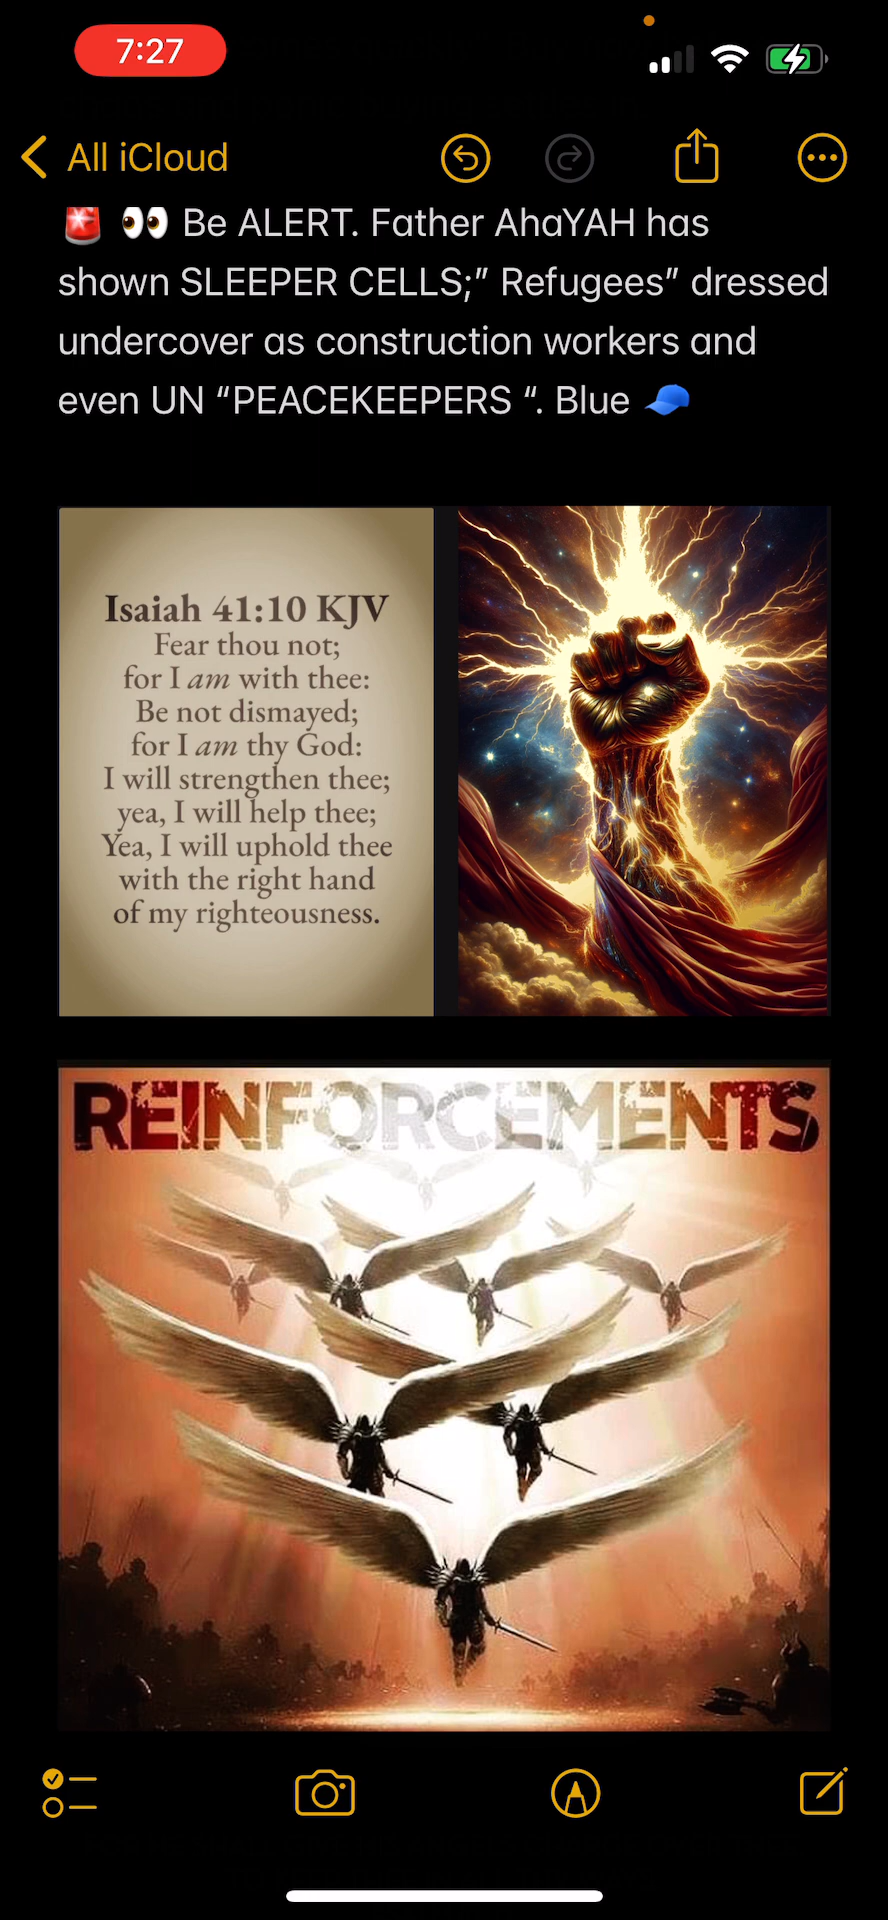 7:27
All iCloud
🚨 👀 Be ALERT. Father AhaYAH has
shown SLEEPER CELLS;” Refugees” dressed
undercover as construction workers and
even UN “PEACEKEEPERS “. Blue 🧢
Isaiah 41:10 KJV
Fear thou not;
for I am with thee:
Be not dismayed;
for I am thy God:
I will strengthen thee;
yea, I will help thee;
Yea, I will uphold thee
with the right hand
of my righteousness.
REINFORCEMENTS